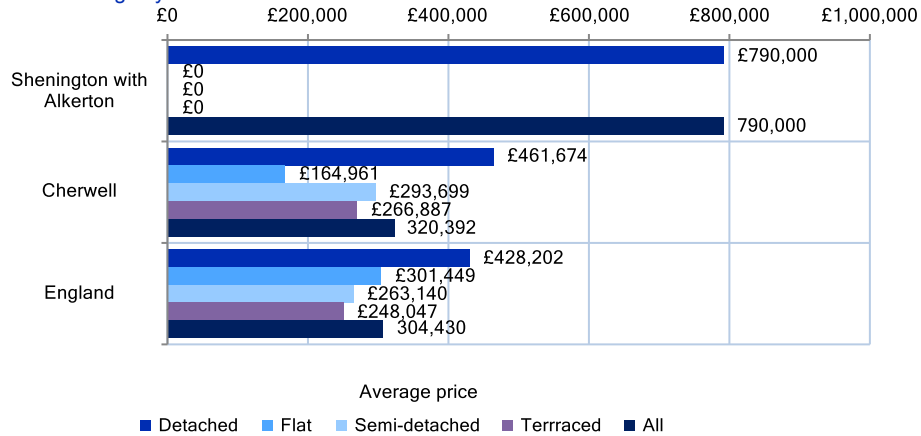 £0 £200,000 £400,000 £600,000 £800,000 £1,000,000
Shenington with
Alkerton
£790,000
£0
£0
£0
790,000
Cherwell
£461,674
£164,961
£293,699
£266,887
320,392
England
£428,202
£301,449
£263,140
£248,047
304,430
Average price
Detached Flat Semi-detached Terrraced All